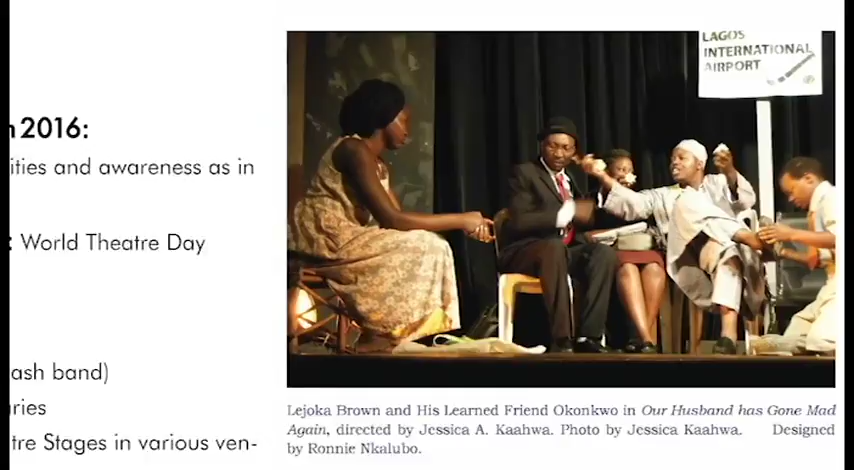 2016:
ities and awareness as in
: World Theatre Day
ash band)
ries
tre Stages in various ven-
LAGOS
INTERNATIONAL
AIRPORT
Lejoka Brown and His Learned Friend Okonkwo in Our Husband has Gone Mad
Again, directed by Jessica A. Kaahwa. Photo by Jessica Kaahwa. Designed
by Ronnie Nkalubo.